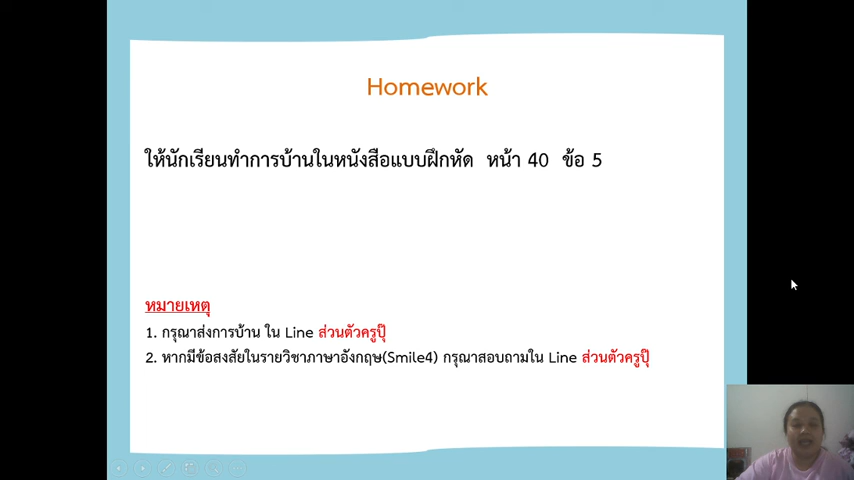 Homework
ให้นักเรียนทำการบ้านในหนังสือแบบฝึกหัด หน้า 40 ข้อ 5
หมายเหตุ
1. กรุณาส่งการบ้าน ใน Line ส่วนตัวครูปุ๊
2. หากมีข้อสงสัยในรายวิชาภาษาอังกฤษ(Smile4) กรุณาสอบถามใน Line ส่วนตัวครูปุ๊